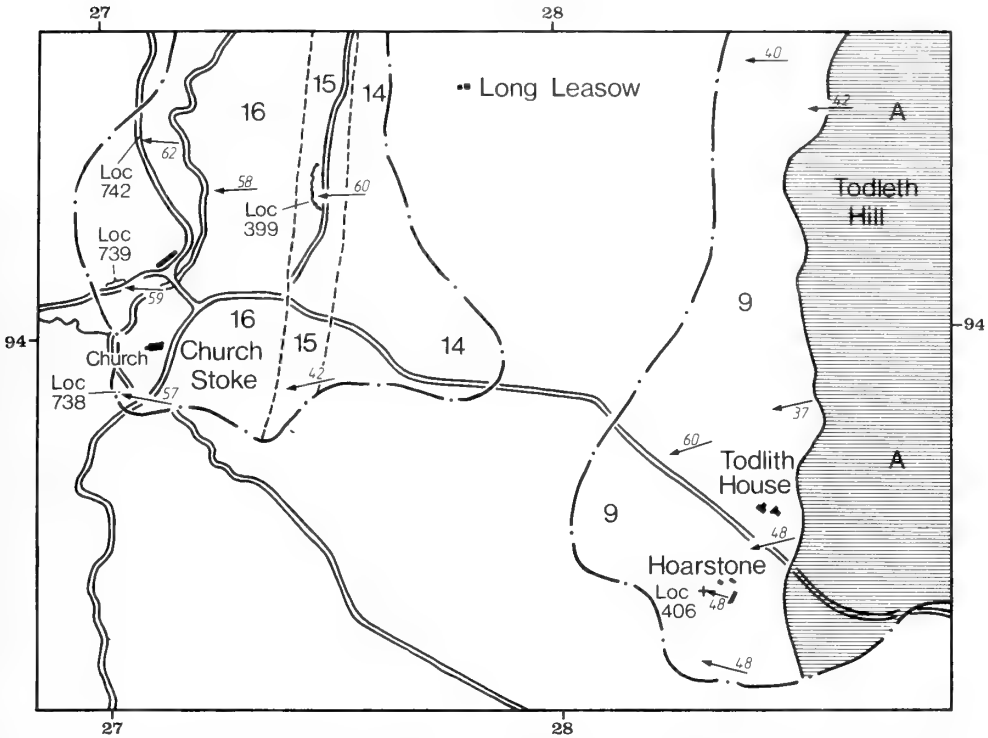 27
28
40
15
14
Long Leasow
42
A
16
Loc
742
62
58
60
Todleth
Hill
Loc
399
Loc
739
59
9
16
94
94
Church
Church
Stoke
15
14
42
Loc
738
57
37
60
Todlith
House
A
9
48
Hoarstone
Loc
406
48
48
27
28